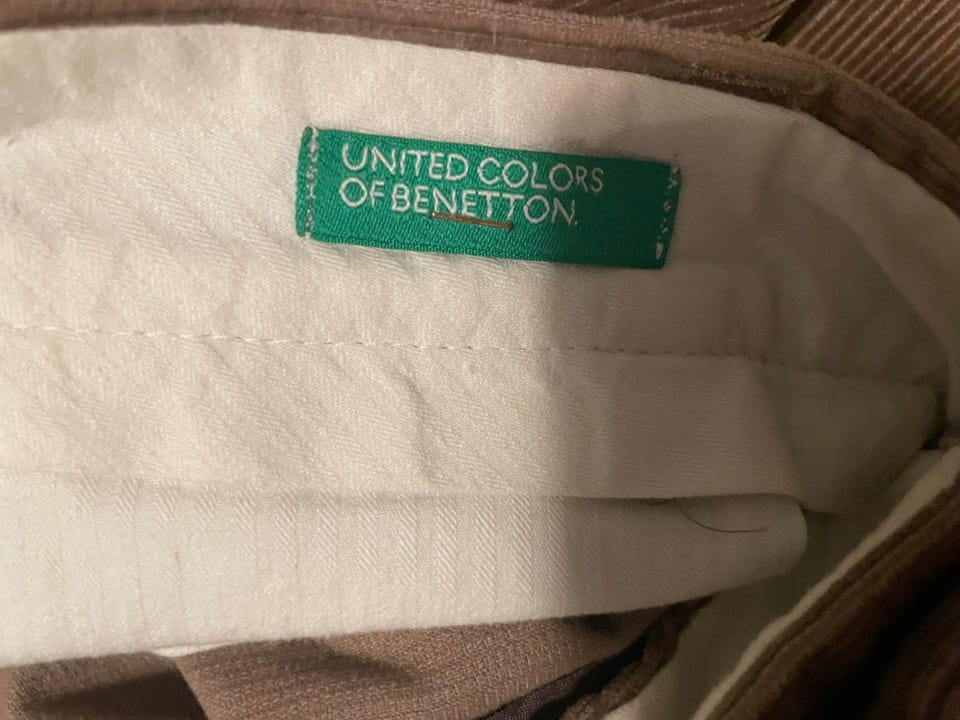 UNITED COLORS
OF BENETTON.